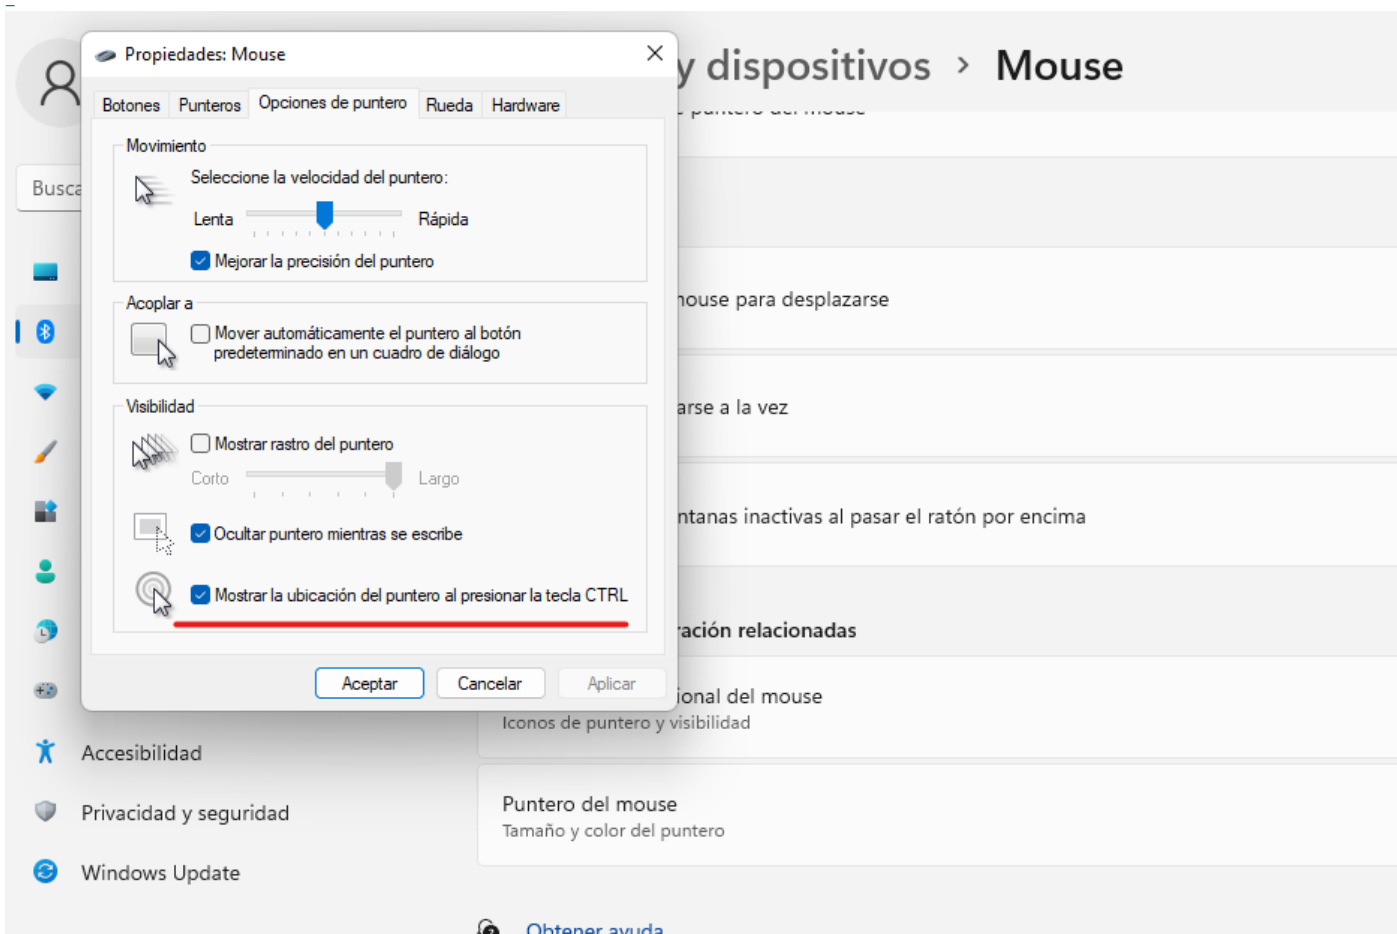 Propiedades: Mouse
y dispositivos > Mouse
Botones Punteros Opciones de puntero Rueda Hardware
puntero del mouse
Movimiento
Seleccione la velocidad del puntero:
Lenta Rápida
Mejorar la precisión del puntero
Acoplar a
Mover automáticamente el puntero al botón
predeterminado en un cuadro de diálogo
Visibilidad
Mostrar rastro del puntero
Corto Largo
Ocultar puntero mientras se escribe
Mostrar la ubicación del puntero al presionar la tecla CTRL
Aceptar Cancelar Aplicar
Busca
Accesibilidad
Privacidad y seguridad
Windows Update
mouse para desplazarse
arse a la vez
ntanas inactivas al pasar el ratón por encima
ración relacionadas
ional del mouse
Iconos de puntero y visibilidad
Puntero del mouse
Tamaño y color del puntero
Obtener ayuda